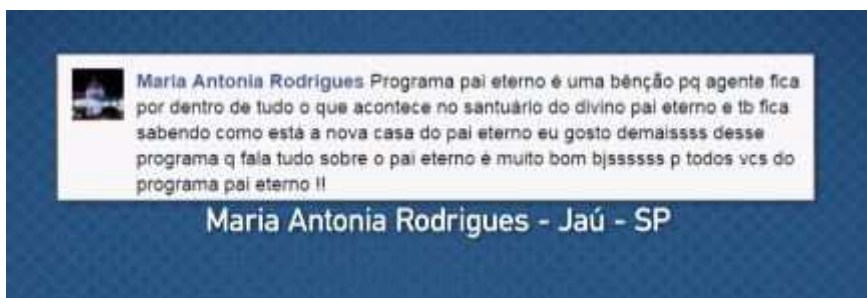 Maria Antonia Rodrigues Programa pai eterno é uma bênção pq agente fica
por dentro de tudo o que acontece no santuário do divino pai eterno e tb fica
sabendo como está a nova casa do pai eterno eu gosto demaissss desse
programa q fala tudo sobre o pai eterno é muito bom bjssssss p todos vcs do
programa pai eterno !!
Maria Antonia Rodrigues - Jaú - SP